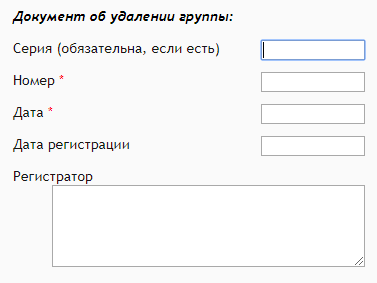 Документ об удалении группы:
Серия (обязательна, если есть)
Номер *
Дата *
Дата регистрации
Регистратор